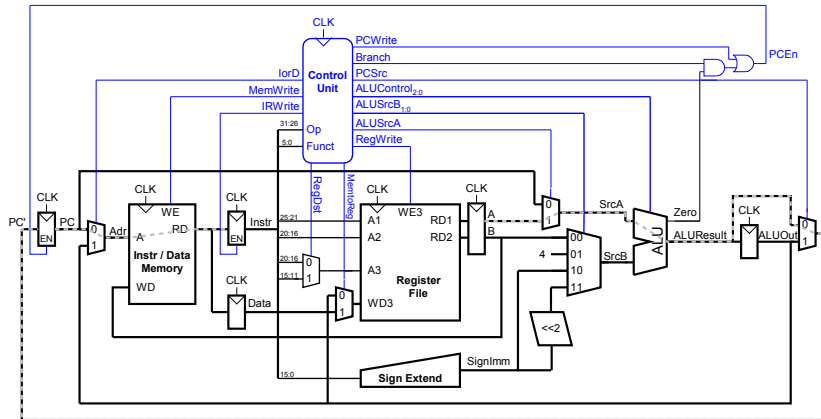 CLK
PCWrite
Branch
PCEn
IorD
Control
Unit
PCSrc
MemWrite
ALUControl2:0
IRWrite
ALUSrcB1:0
31:26
Op
ALUSrcA
5:0
Funct
RegWrite
RegDst
MemtoReg
CLK
CLK
CLK
CLK
CLK
WE
WE3
0
SrcA
Zero
CLK
0
PC'
PC
0
1
EN
Adr
A
RD
EN
Instr
25:21
A1
RD1
A
1
20:16
A2
RD2
B
00
ALU
ALUResult
ALUOut
1
Instr / Data
Memory
4
01
SrcB
20:16
0
A3
10
15:11
1
Register
File
11
CLK
WD
Data
0
1
WD3
<<2
SignImm
15:0
Sign Extend